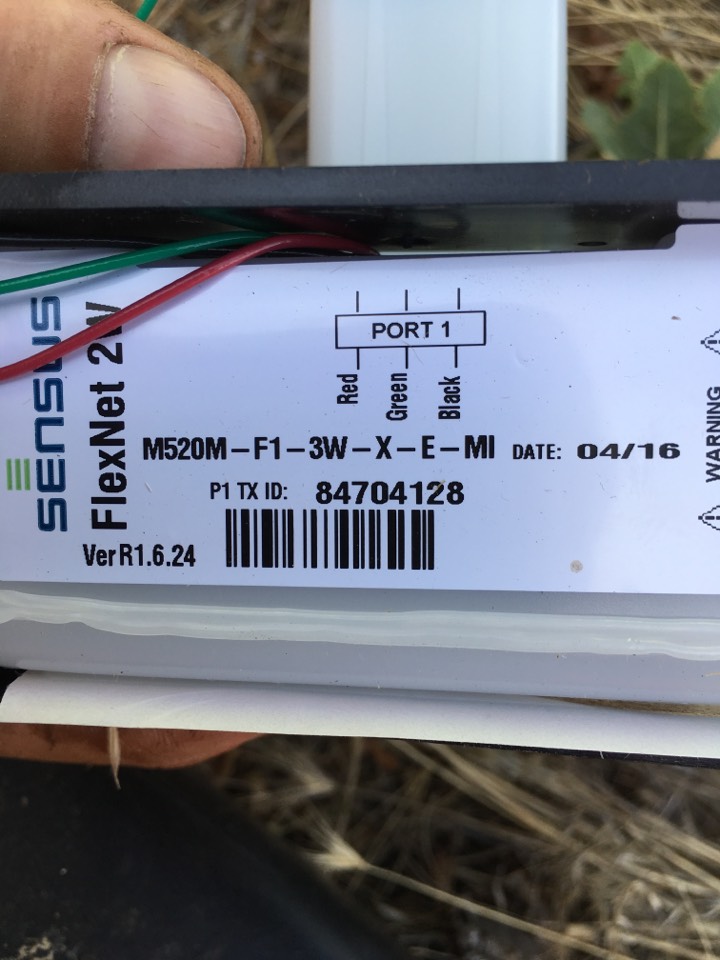 SENSUS
FlexNet 2W
PORT 1
Red Green Black
M520M-F1-3W-X-E-MI DATE: 04/16
P1 TX ID: 84704128
Ver R1.6.24
WARNING